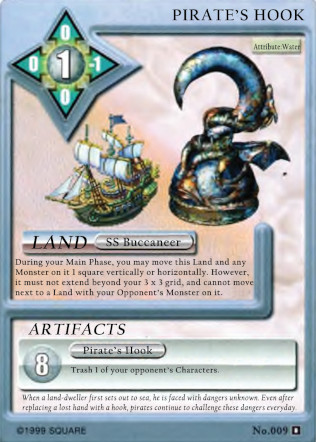 PIRATE'S HOOK
Attribute:Water
0
0 1 -1
0
LAND SS Buccaneer
During your Main Phase, you may move this Land and any
Monster on it 1 square vertically or horizontally. However,
it must not extend beyond your 3 x 3 grid, and cannot move
next to a Land with your Opponent's Monster on it.
ARTIFACTS
8 Pirate's Hook
Trash 1 of your opponent's Characters.
When a land-dweller first sets out to sea, he is faced with dangers unknown. Even after
replacing a lost hand with a hook, pirates continue to challenge these dangers everyday.
©1999 SQUARE No.009